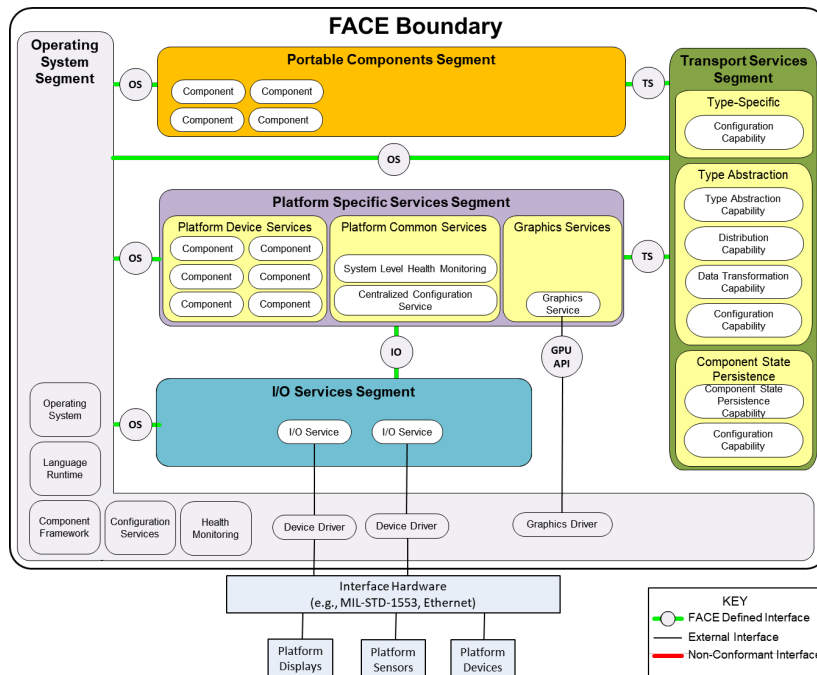 FACE Boundary
Operating
System
Segment
OS
Portable Components Segment
Component
Component
Component
Component
TS
Transport Services
Segment
Type-Specific
Configuration
Capability
OS
Type Abstraction
Type Abstraction
Capability
Distribution
Capability
Data Transformation
Capability
Configuration
Capability
Platform Specific Services Segment
OS
Platform Device Services
Component
Component
Component
Component
Component
Component
Platform Common Services
System Level Health Monitoring
Centralized Configuration
Service
Graphics Services
Graphics
Service
TS
IO
GPU
API
Component State
Persistence
Component State
Persistence
Capability
Configuration
Capability
I/O Services Segment
OS
I/O Service
I/O Service
Operating
System
Language
Runtime
Component
Framework
Configuration
Services
Health
Monitoring
Device Driver
Device Driver
Graphics Driver
Interface Hardware
(e.g., MIL-STD-1553, Ethernet)
Platform
Displays
Platform
Sensors
Platform
Devices
KEY
FACE Defined Interface
External Interface
Non-Conformant Interface